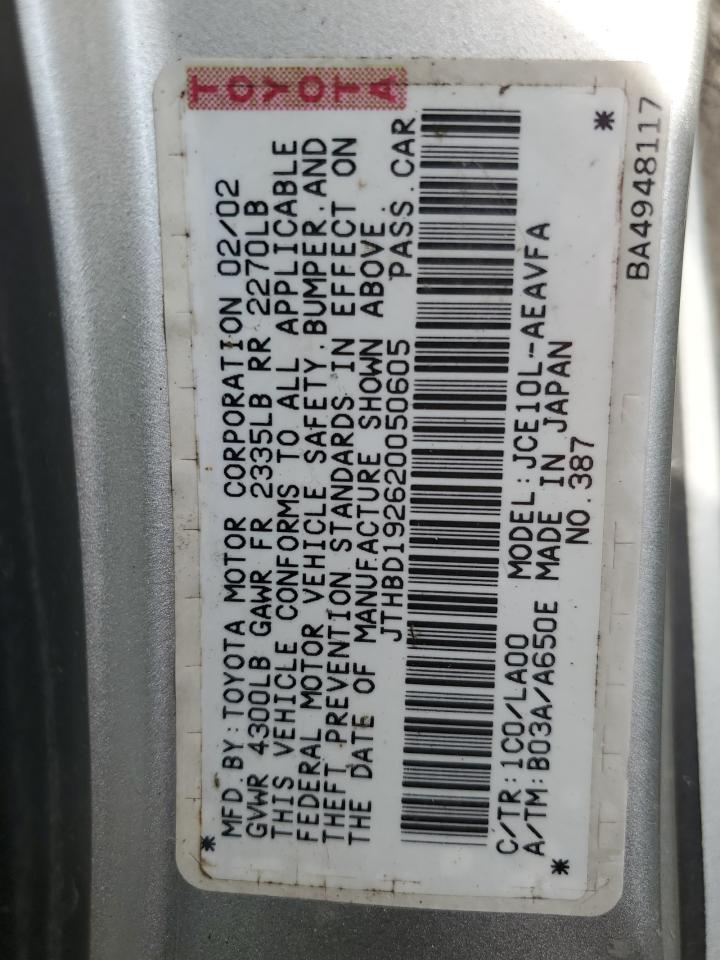 TOYOTA
*MFD. BY: TOYOTA MOTOR CORPORATION 02/02
GVWR 4300LB GAWR FR 2335LB RR 2270LB
THIS VEHICLE CONFORMS TO ALL APPLICABLE
FEDERAL MOTOR VEHICLE SAFETY, BUMPER, AND
THEFT PREVENTION STANDARDS IN EFFECT ON
THE DATE OF MANUFACTURE SHOWN ABOVE.
JTHBD192620050605 PASS. CAR
C/TR: 1C0/LA00 MODEL: JCE10L-AEAVFA
A/TM: B03A/A650E MADE IN JAPAN
* NO. 387 *
BA4948117